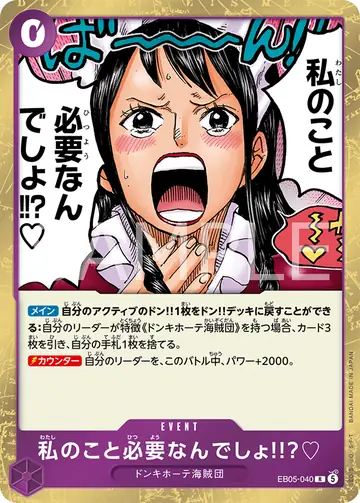 0
ば〜〜ん!
私のこと
わたし
必要なん
ひつよう
でしょ!!?♡
SAMPLE
メイン 自分のアクティブのドン!!1枚をドン!!デッキに戻すことができ
る:自分のリーダーが特徴《ドンキホーテ海賊団》を持つ場合、カード3
枚を引き、自分の手札1枚を捨てる。
カウンター 自分のリーダーを、このバトル中、パワー+2000。
EVENT
私のこと必要なんでしょ!!?♡
ドンキホーテ海賊団
EB05-040 R 5
BANDAI MADE IN JAPAN